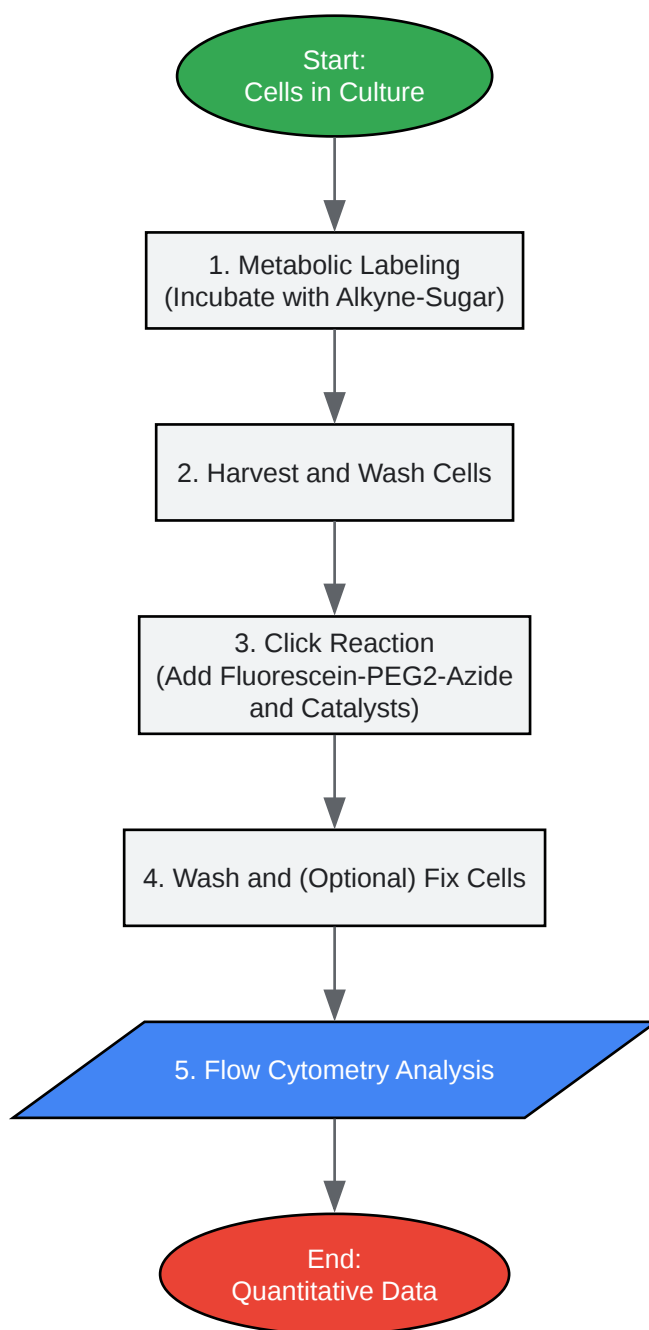 Start:
Cells in Culture
1. Metabolic Labeling
(Incubate with Alkyne-Sugar)
2. Harvest and Wash Cells
3. Click Reaction
(Add Fluorescein-PEG2-Azide
and Catalysts)
4. Wash and (Optional) Fix Cells
5. Flow Cytometry Analysis
End:
Quantitative Data